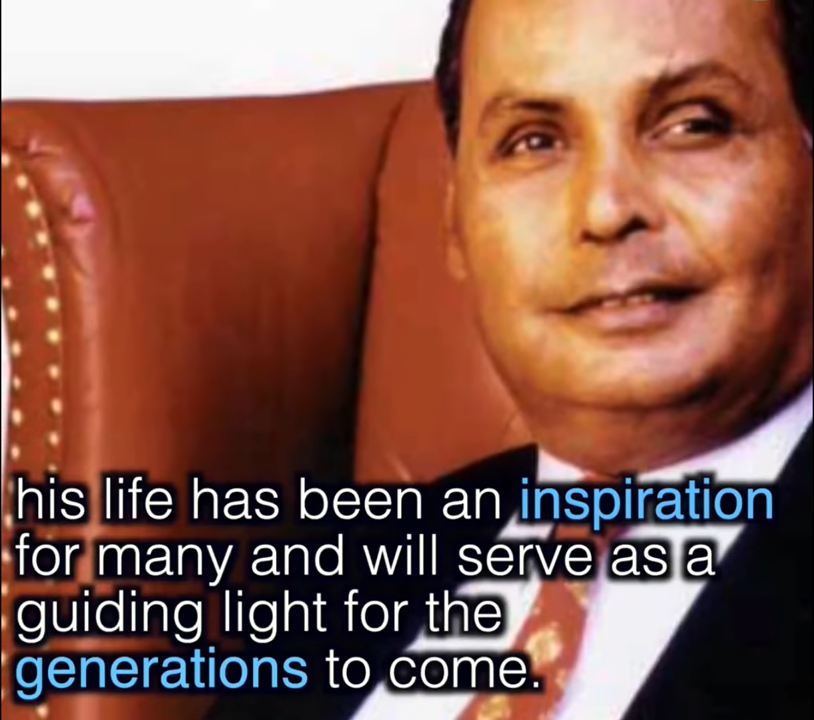 his life has been an inspiration
for many and will serve as a
guiding light for the
generations to come.